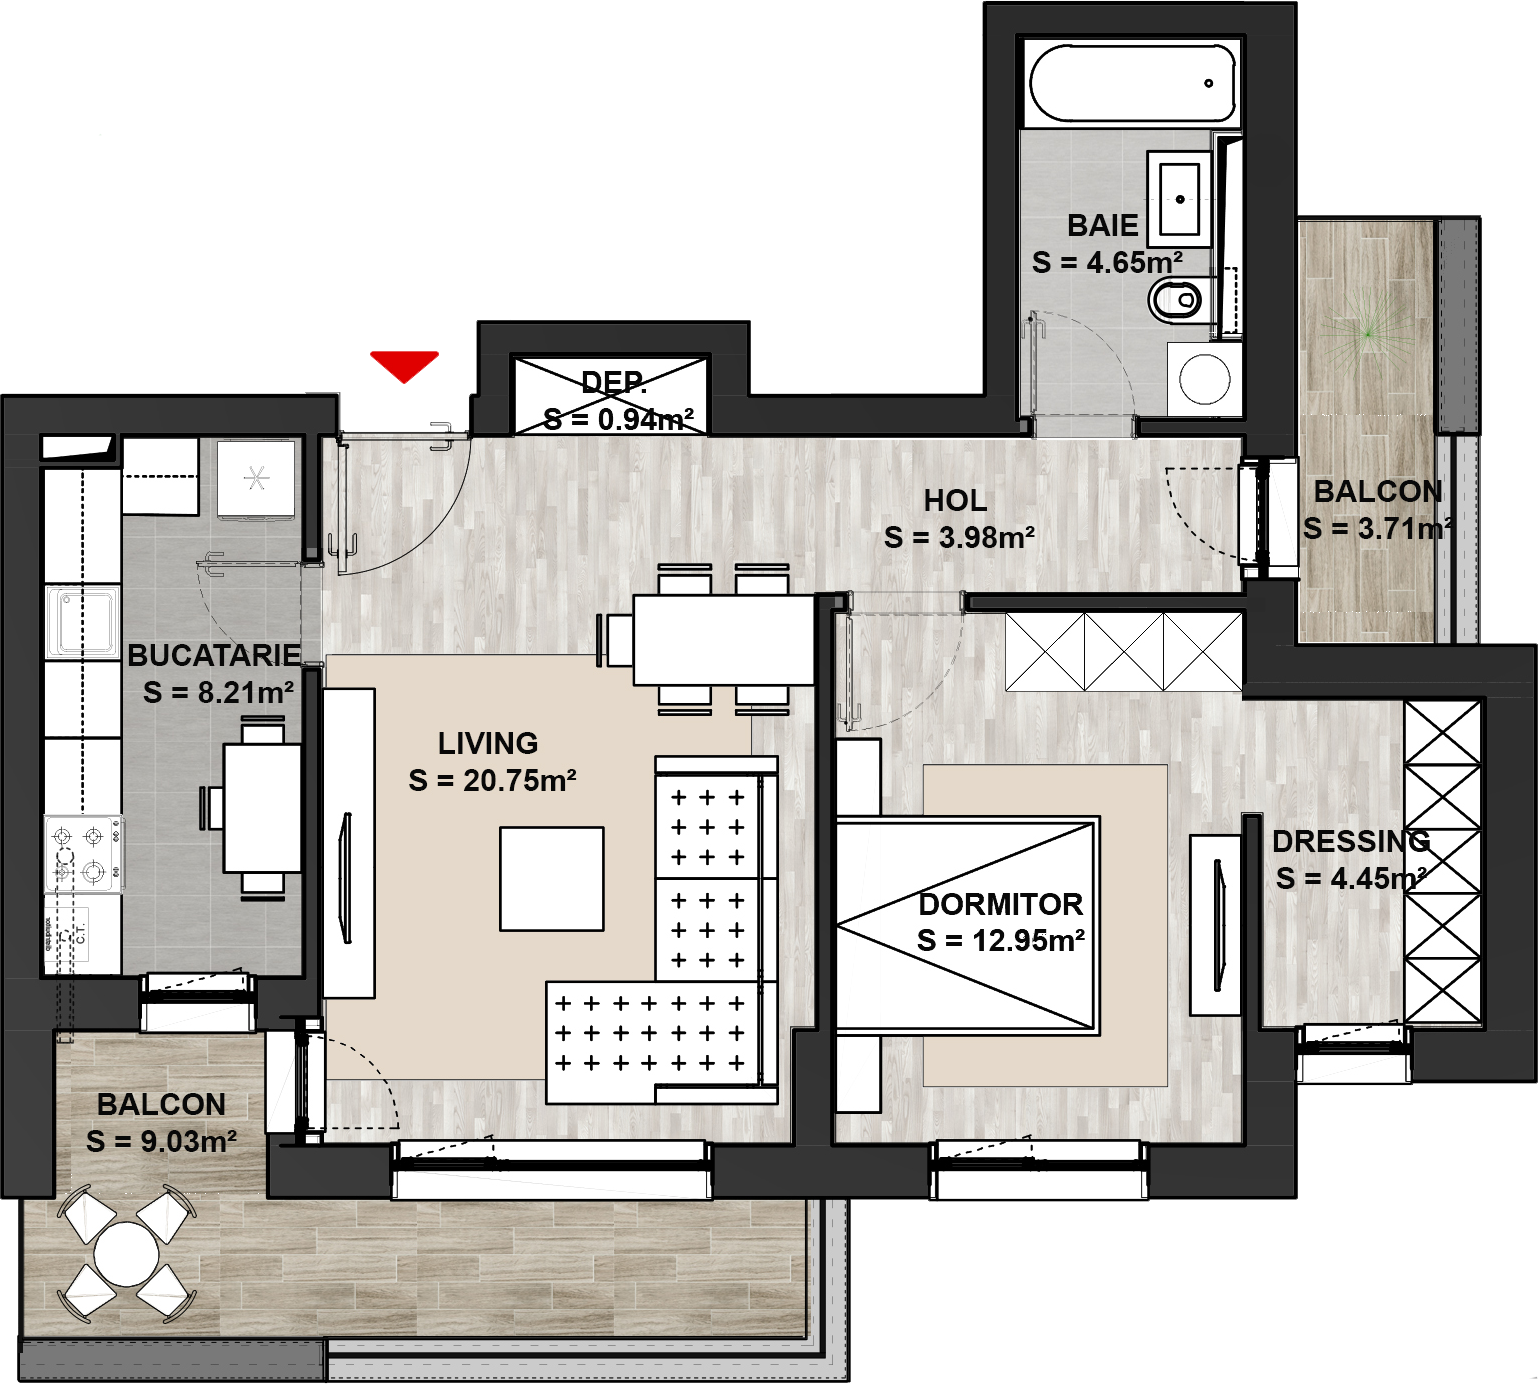 BAIE
S = 4.65m²
DEP.
S = 0.94m²
HOL
S = 3.98m²
BALCON
S = 3.71m²
BUCATARIE
S = 8.21m²
LIVING
S = 20.75m²
DRESSING
S = 4.45m²
DORMITOR
S = 12.95m²
C.T.
BALCON
S = 9.03m²